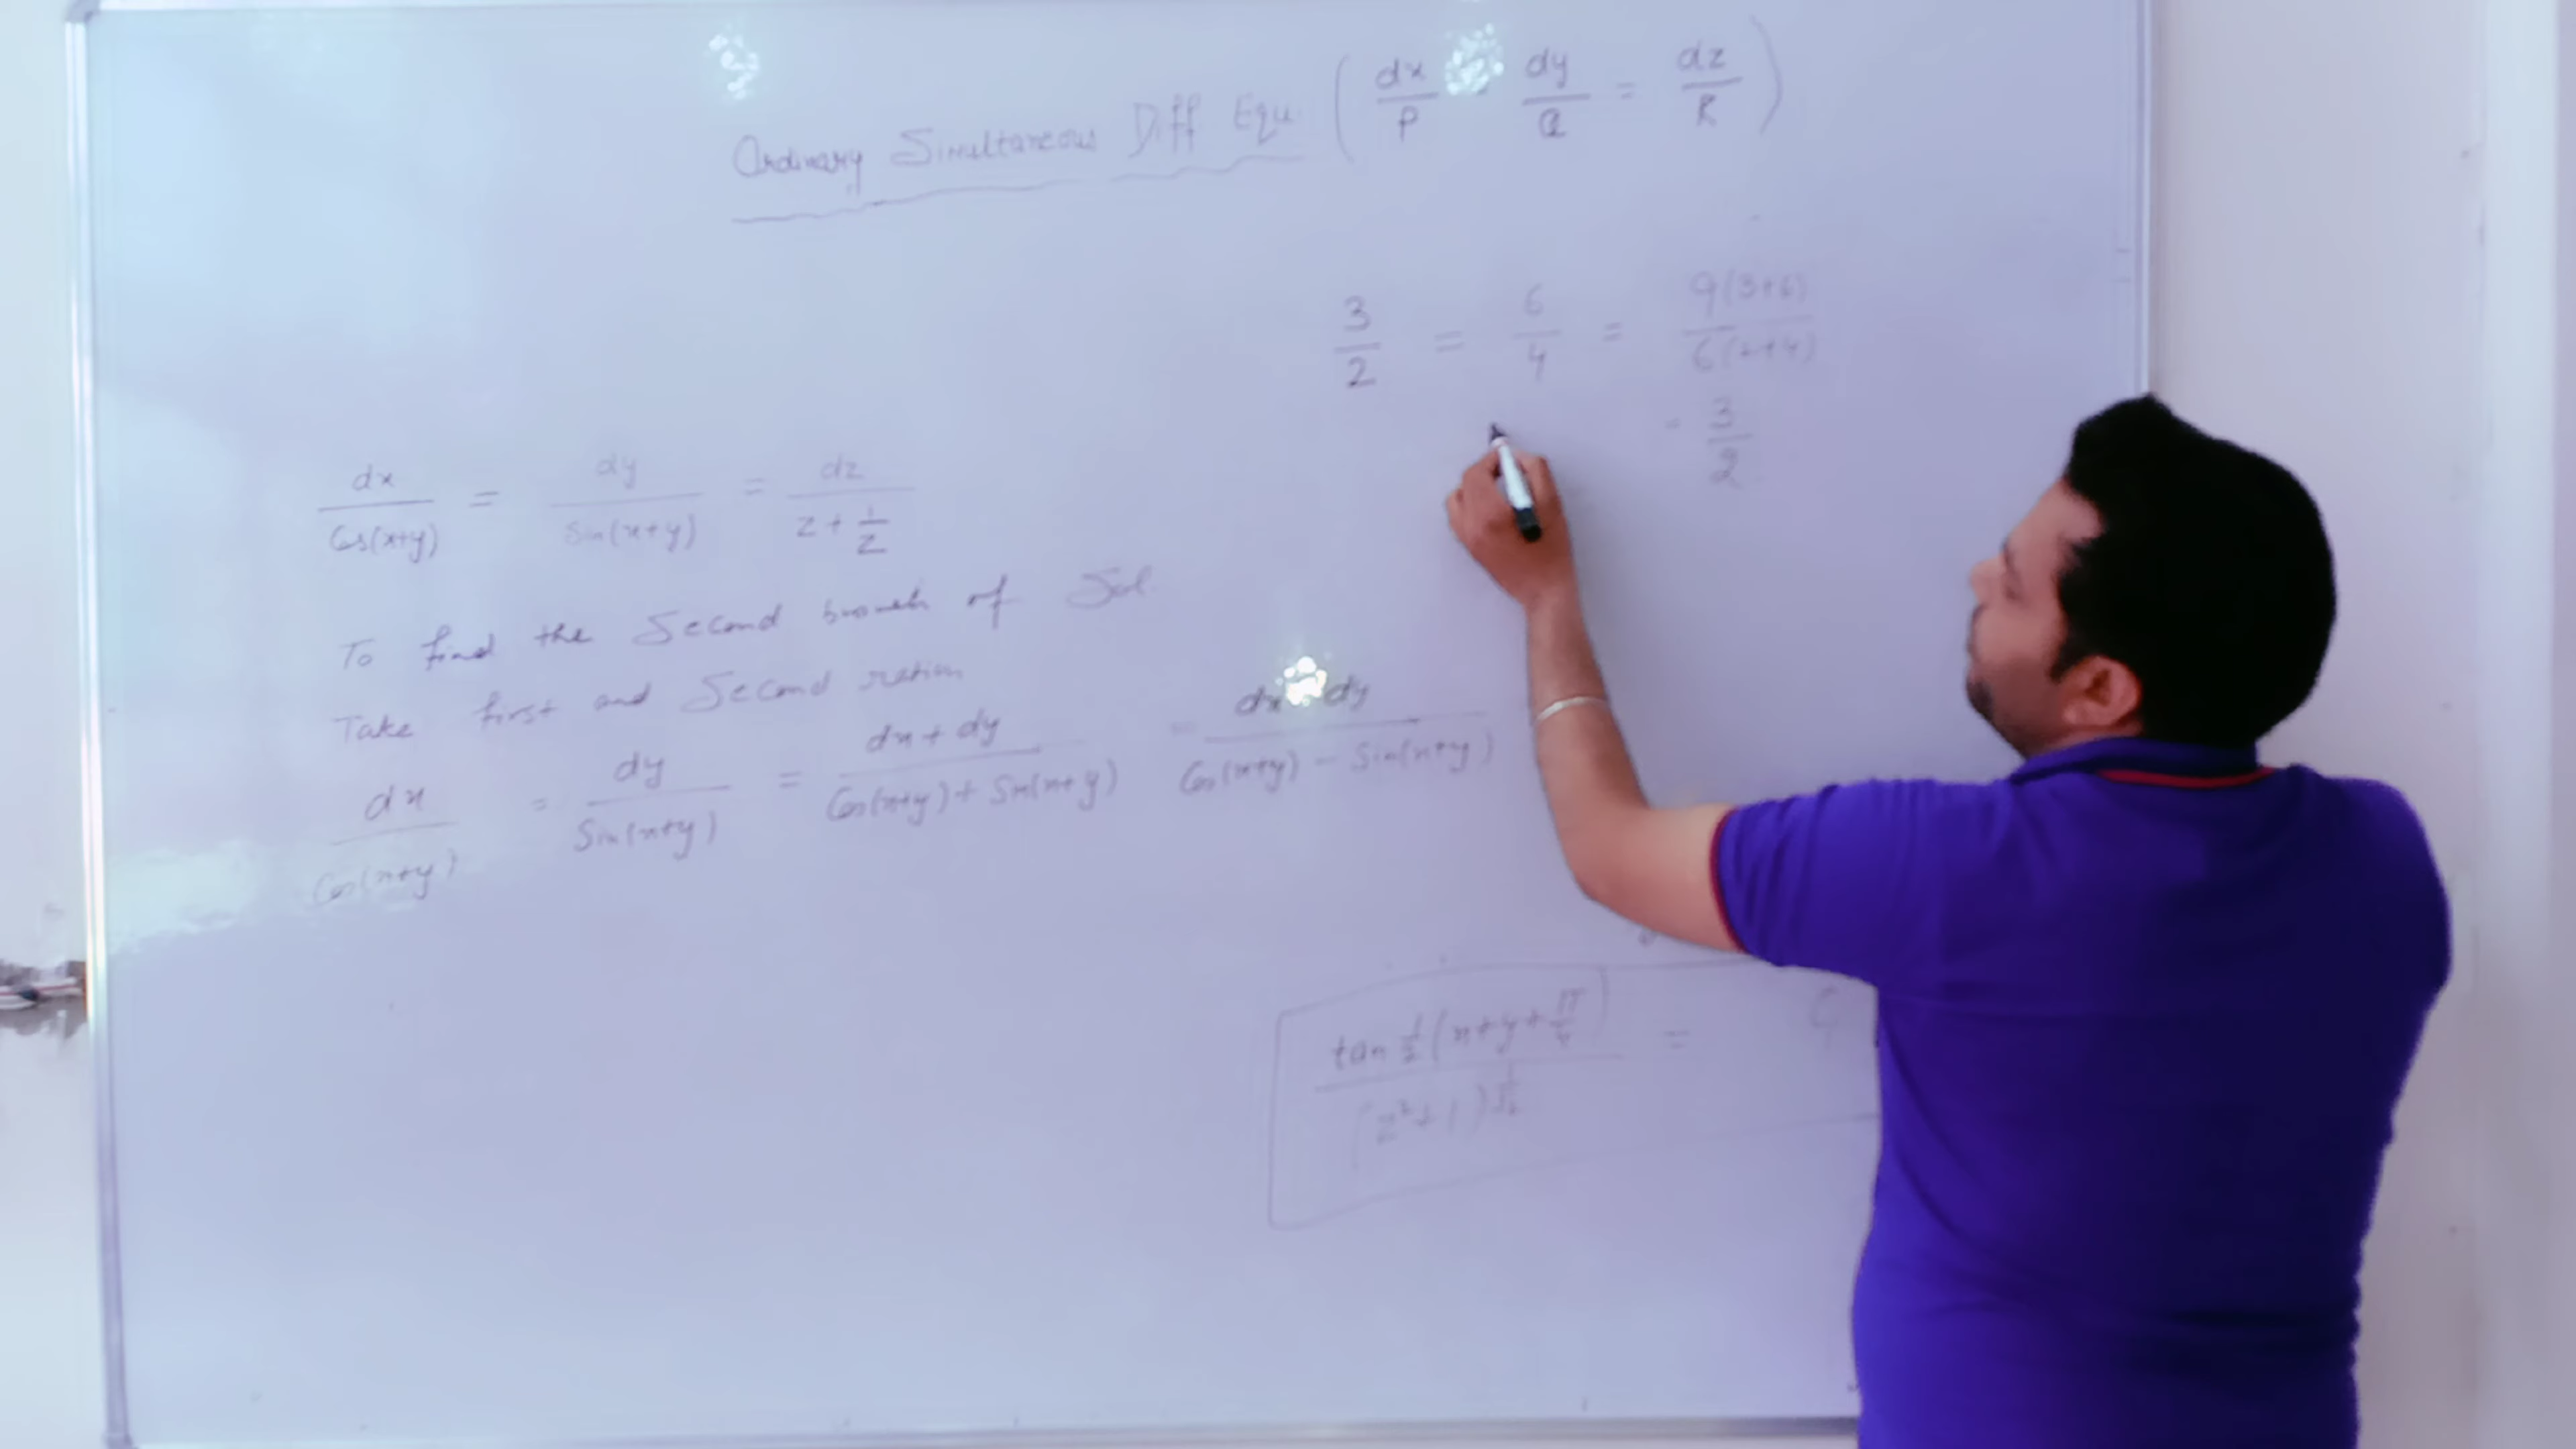 Ordinary Simultaneous Diff Equ ( dx/P = dy/Q = dz/R )
3/2 = 6/4 = 9(3+6)/6(2+4)
= 3/2
dx/Cos(x+y) = dy/Sin(x+y) = dz/(z + 1/z)
To find the Second of Sol
Take first and Second
dx/Cos(x+y) = dy/Sin(x+y) = (dx + dy)/(Cos(x+y) + Sin(x+y)) = (dx - dy)/(Cos(x+y) - Sin(x+y))
tan 1/2 (x+y+π/4) / (z²+1)^ = C